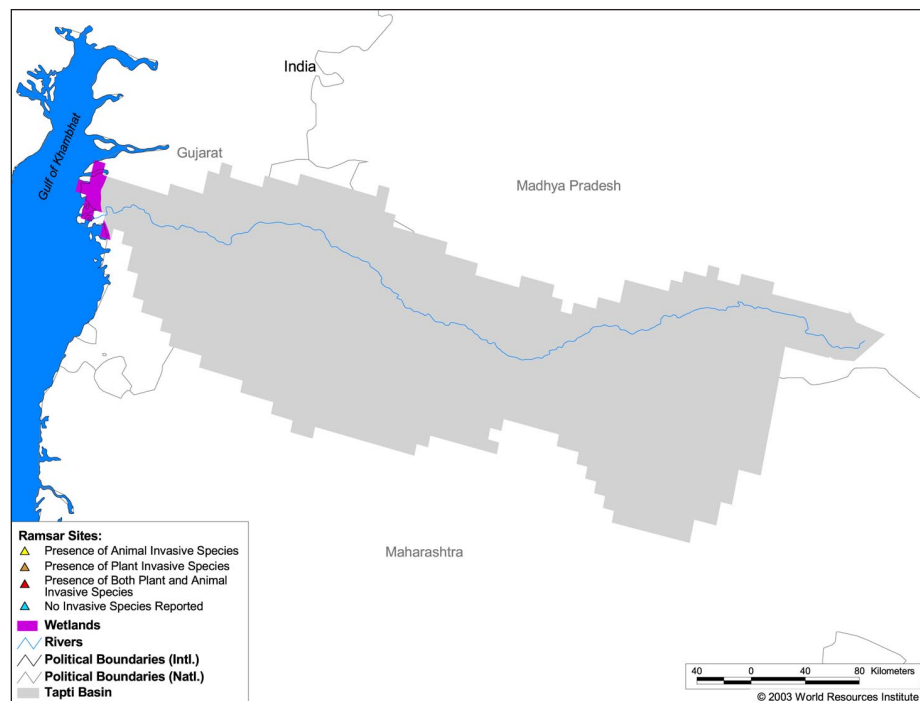 India
Gulf of Khambhat
Gujarat
Madhya Pradesh
Maharashtra
Ramsar Sites:
Presence of Animal Invasive Species
Presence of Plant Invasive Species
Presence of Both Plant and Animal
Invasive Species
No Invasive Species Reported
Wetlands
Rivers
Political Boundaries (Intl.)
Political Boundaries (Natl.)
Tapti Basin
40 0 40 80 Kilometers
© 2003 World Resources Institute